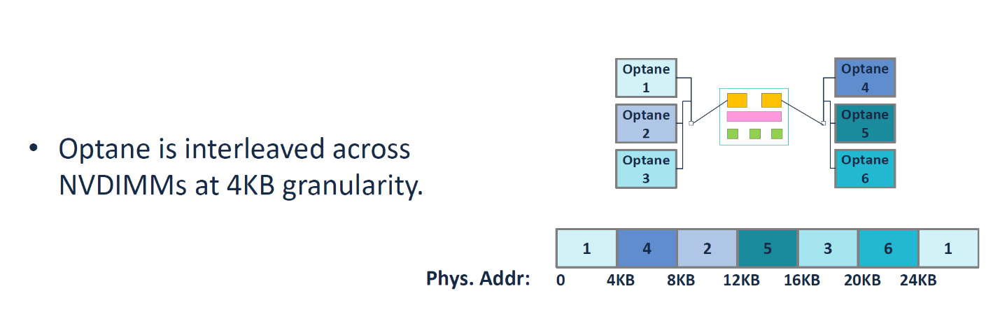 • Optane is interleaved across
NVDIMMs at 4KB granularity.
Optane
1
Optane
2
Optane
3
Optane
4
Optane
5
Optane
6
1 4 2 5 3 6 1
Phys. Addr: 0 4KB 8KB 12KB 16KB 20KB 24KB